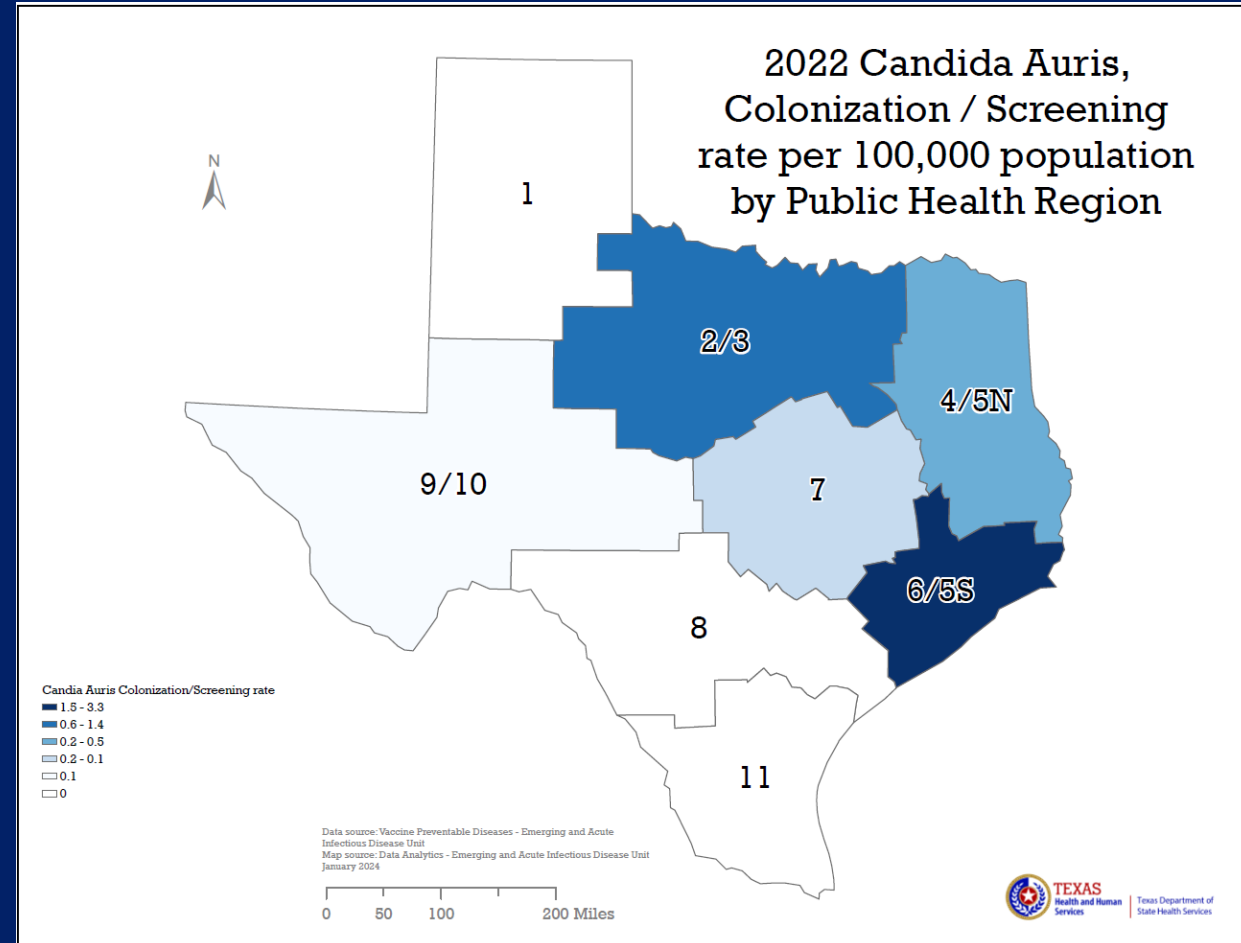 2022 Candida Auris,
Colonization / Screening
rate per 100,000 population
by Public Health Region
N
1
2/3
4/5N
9/10
7
6/5S
8
11
Candia Auris Colonization/Screening rate
1.5 - 3.3
0.6 - 1.4
0.2 - 0.5
0.2 - 0.1
0.1
0
Data source: Vaccine Preventable Diseases - Emerging and Acute
Infectious Disease Unit
Map source: Data Analytics - Emerging and Acute Infectious Disease Unit
January 2024
0 50 100 200 Miles
TEXAS
Health and Human
Services
Texas Department of
State Health Services